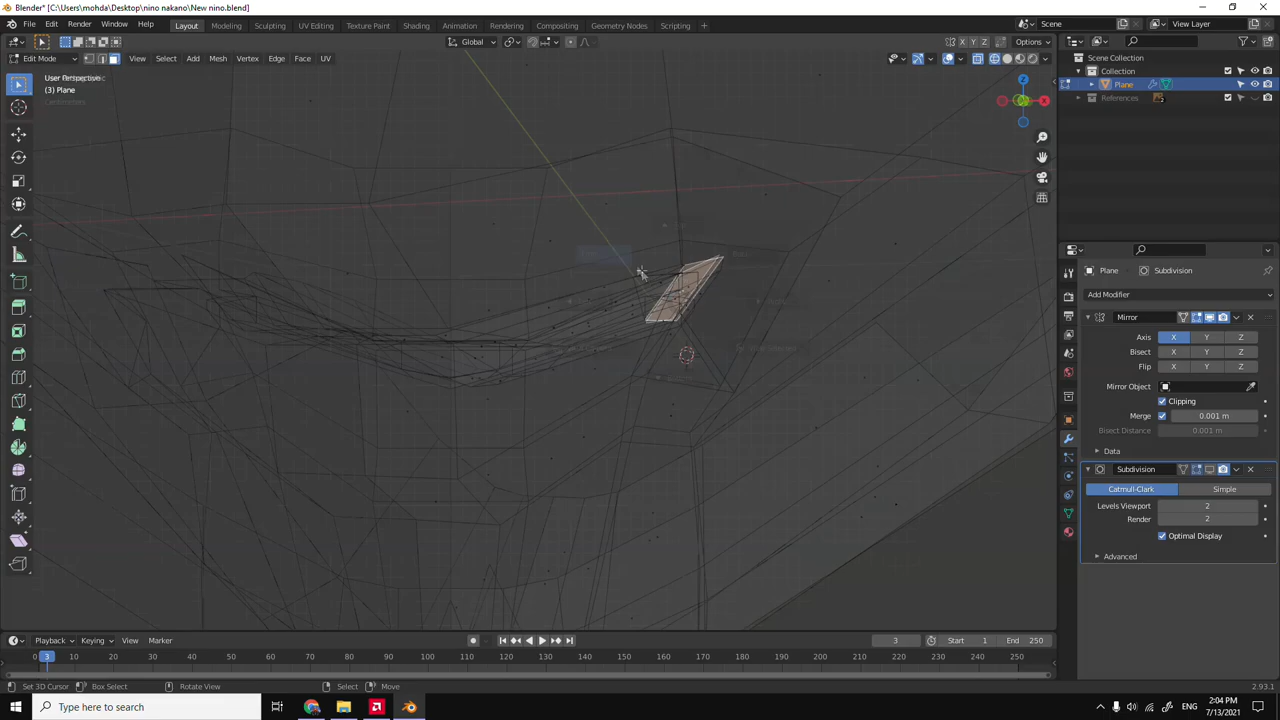 Blender* [C:\Users\mohda\Desktop\nino nakano\New nino.blend]
File Edit Render Window Help Layout Modeling Sculpting UV Editing Texture Paint Shading Animation Rendering Compositing Geometry Nodes Scripting + Scene View Layer
Global X Y Z Options
Edit Mode View Select Add Mesh Vertex Edge Face UV
User Perspective
(3) Plane
Centimeters
Z
X
Scene Collection
Collection
Plane
References
Plane Subdivision
Add Modifier
Mirror
Axis X Y Z
Bisect X Y Z
Flip X Y Z
Mirror Object
Clipping
Merge 0.001 m
Bisect Distance 0.001 m
Data
Subdivision
Catmull-Clark Simple
Levels Viewport 2
Render 2
Optimal Display
Advanced
Playback Keying View Marker 3 Start 1 End 250
0 3 10 20 30 40 50 60 70 80 90 100 110 120 130 140 150 160 170 180 190 200 210 220 230 240 250
Set 3D Cursor Box Select Rotate View Select Move 2.93.1
Type here to search ENG 2:04 PM 7/13/2021